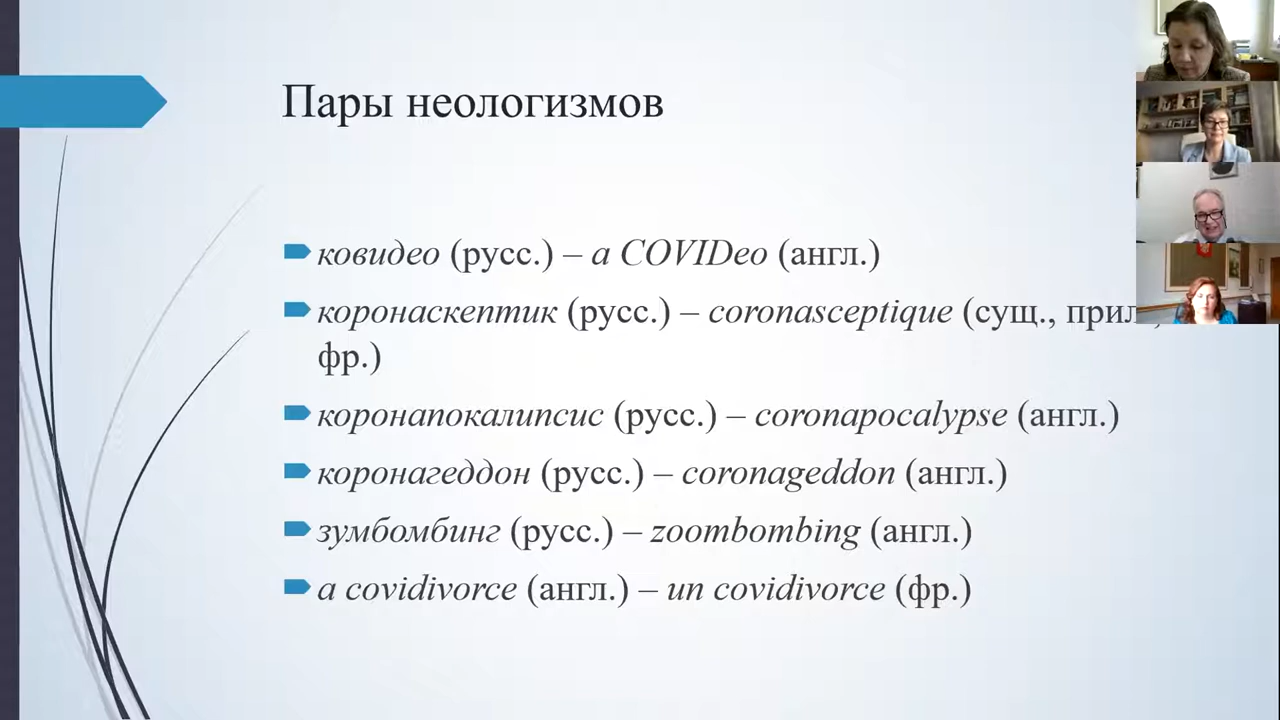 Пары неологизмов
ковидео (русс.) – a COVIDeo (англ.)
коронаскептик (русс.) – coronasceptique (сущ., прил.,
фр.)
коронапокалипсис (русс.) – coronapocalypse (англ.)
коронагеддон (русс.) – coronageddon (англ.)
зумбомбинг (русс.) – zoombombing (англ.)
a covidivorce (англ.) – un covidivorce (фр.)